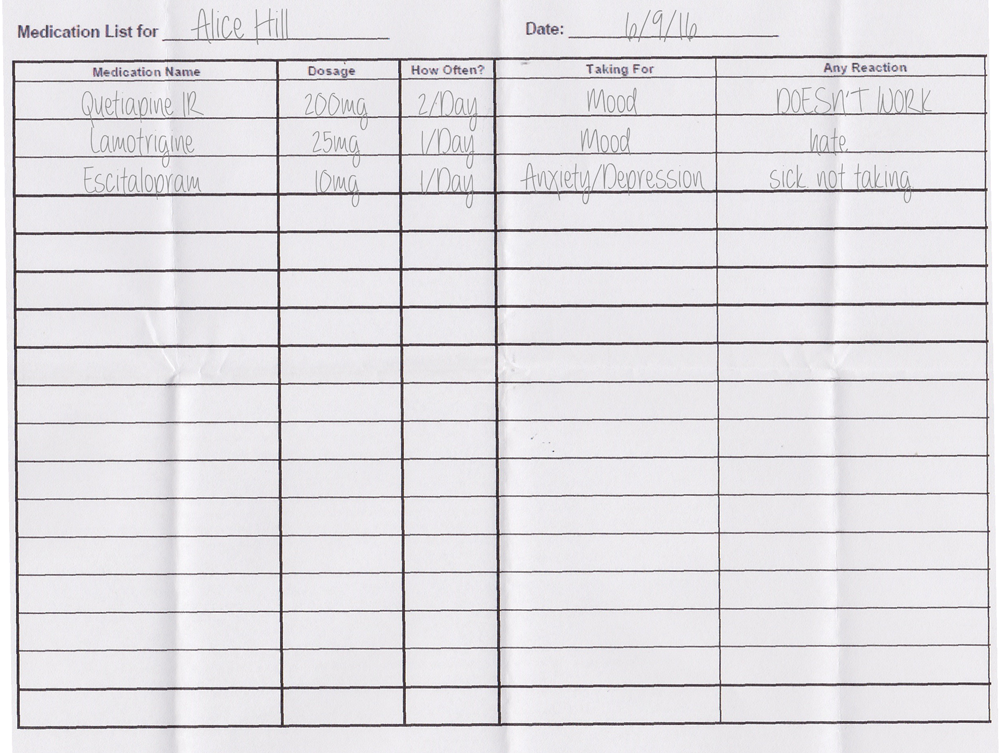 Medication List for Alice Hill Date: 6/9/16
Medication Name Dosage How Often? Taking For Any Reaction
Quetiapine IR 200mg 2/Day Mood DOESN'T WORK
Lamotrigine 25mg 1/Day Mood hate
Escitalopram 10mg 1/Day Anxiety/Depression sick not taking